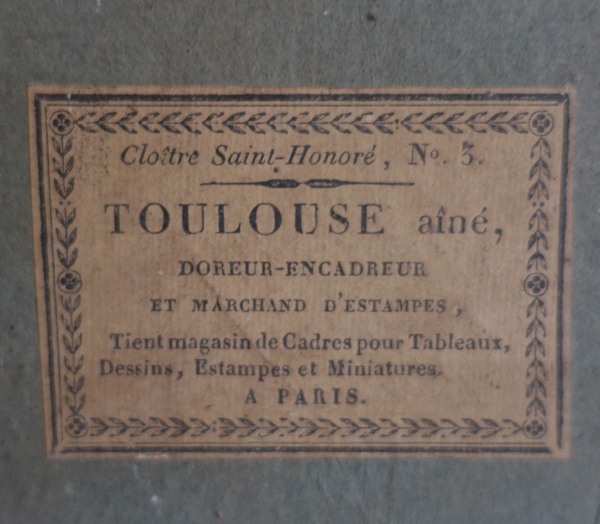 Cloître Saint-Honoré, Nº. 3.
TOULOUSE aîné,
DOREUR-ENCADREUR
ET MARCHAND D'ESTAMPES,
Tient magasin de Cadres pour Tableaux,
Dessins, Estampes et Miniatures.
A PARIS.